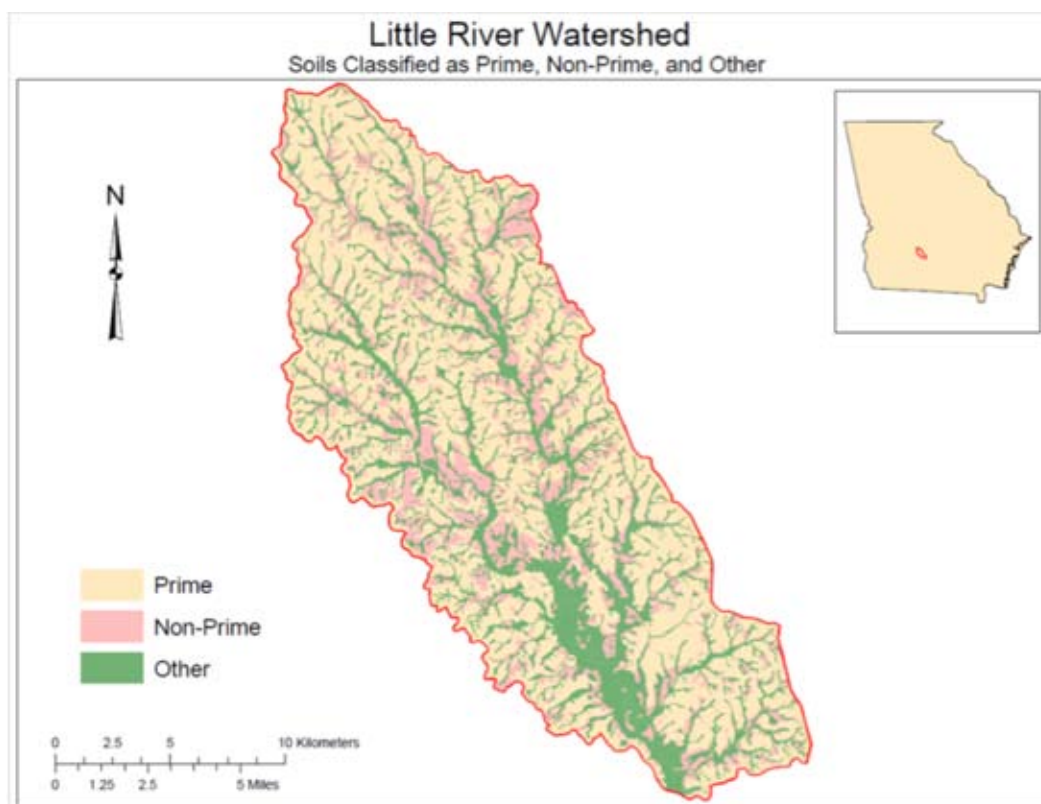 Little River Watershed
Soils Classified as Prime, Non-Prime, and Other
N
Prime
Non-Prime
Other
0 2.5 5 10 Kilometers
0 1.25 2.5 5 Miles